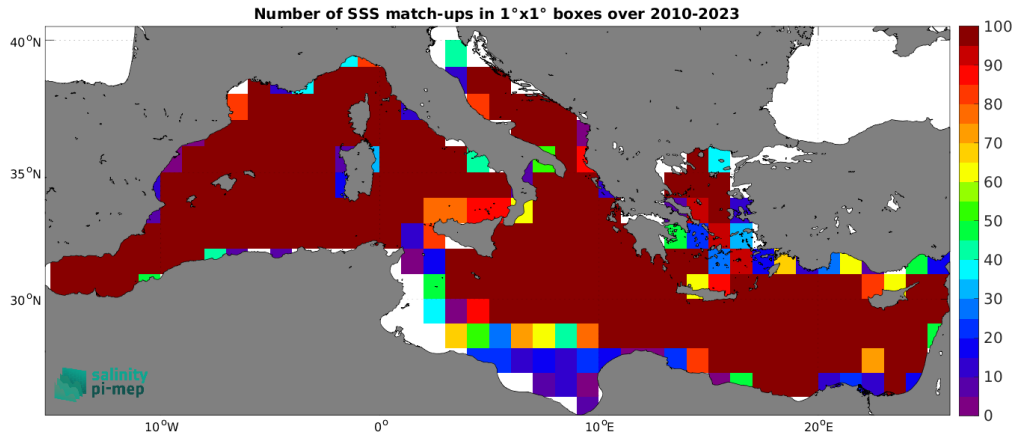 Number of SSS match-ups in 1°x1° boxes over 2010-2023
40°N
35°N
30°N
10°W
0°
10°E
20°E
100
90
80
70
60
50
40
30
20
10
0
salinity
pi-mep